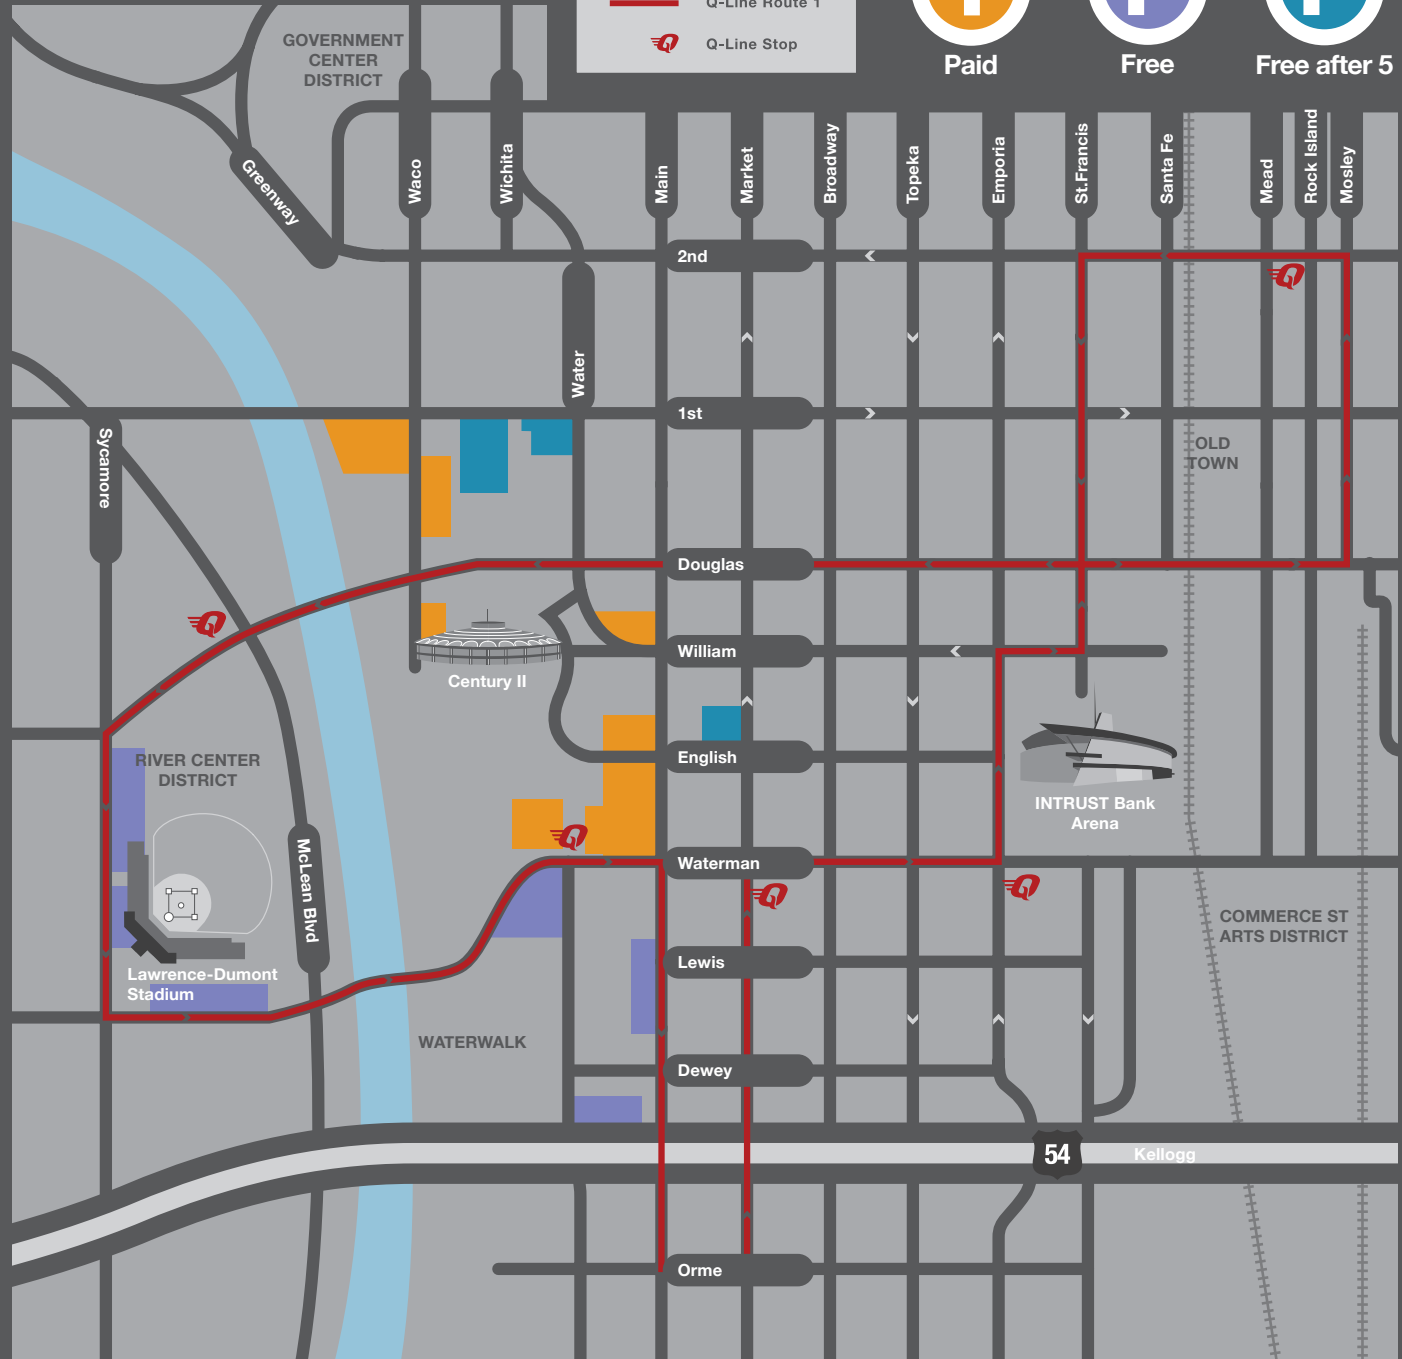 Q-Line Route 1
Q-Line Stop
Paid
Free
Free after 5
GOVERNMENT
CENTER
DISTRICT
Greenway
Waco
Wichita
Main
Market
Broadway
Topeka
Emporia
St.Francis
Santa Fe
Mead
Rock Island
Mosley
2nd
Water
1st
Sycamore
OLD
TOWN
Douglas
William
Century II
English
RIVER CENTER
DISTRICT
INTRUST Bank
Arena
McLean Blvd
Waterman
COMMERCE ST
ARTS DISTRICT
Lewis
Lawrence-Dumont
Stadium
WATERWALK
Dewey
54
Kellogg
Orme